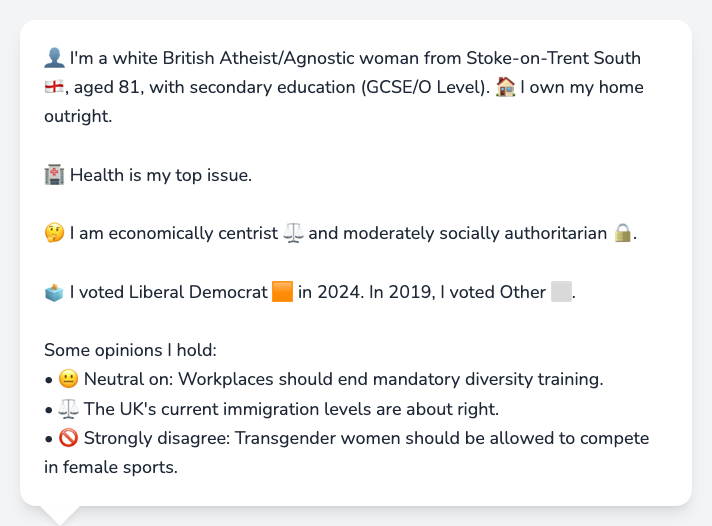 👤 I'm a white British Atheist/Agnostic woman from Stoke-on-Trent South
🏴󠁧󠁢󠁥󠁮󠁧󠁿, aged 81, with secondary education (GCSE/O Level). 🏠 I own my home
outright.
🏥 Health is my top issue.
🤔 I am economically centrist ⚖️ and moderately socially authoritarian 🔒.
🗳️ I voted Liberal Democrat 🟧 in 2024. In 2019, I voted Other ⬜.
Some opinions I hold:
• 😐 Neutral on: Workplaces should end mandatory diversity training.
• ⚖️ The UK's current immigration levels are about right.
• 🚫 Strongly disagree: Transgender women should be allowed to compete
in female sports.